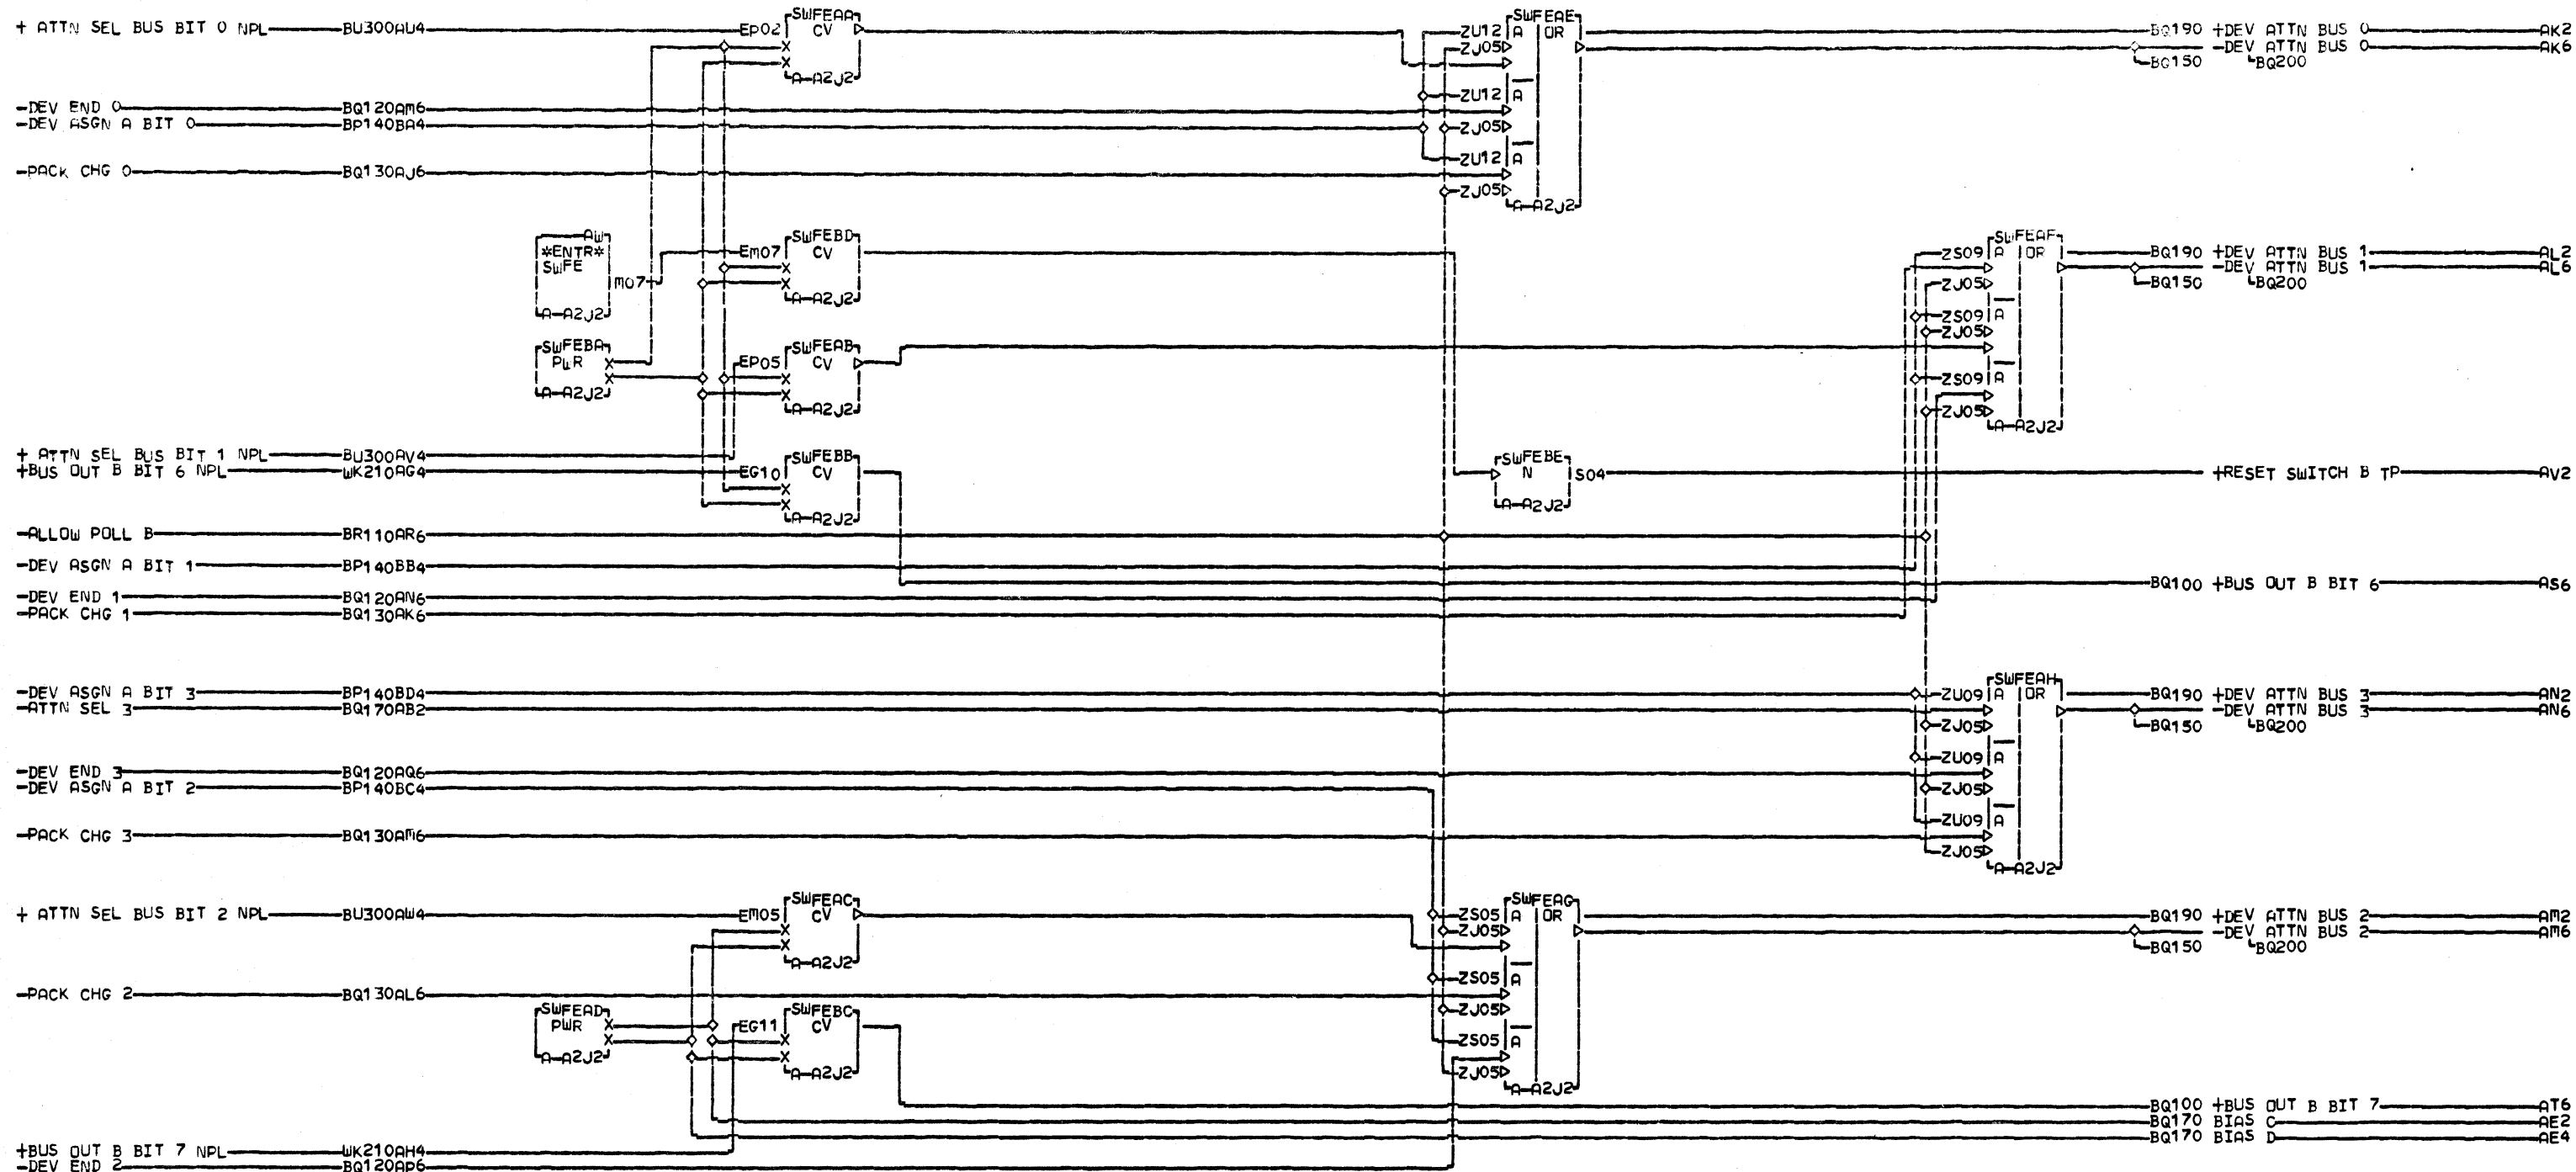 SWFEAA SWFEAE
+ ATTN SEL BUS BIT 0 NPL BU300AU4 EP02 CV ZU12 A OR BQ190 +DEV ATTN BUS 0 AK2
X ZJ05 -DEV ATTN BUS 0 AK6
X BQ150 BQ200
A-A2J2
ZU12 A
-DEV END 0 BQ120AM6
-DEV ASGN A BIT 0 BP140BA4 ZJ05
ZU12 A
-PACK CHG 0 BQ130AJ6
ZJ05
A-A2J2
AW SWFEBD SWFEAF
*ENTR* EM07 CV ZS09 A OR BQ190 +DEV ATTN BUS 1 AL2
SWFE X -DEV ATTN BUS 1 AL6
M07 X ZJ05 BQ150 BQ200
A-A2J2 A-A2J2
ZS09 A
ZJ05
SWFEBA SWFEAB
PWR X EP05 CV
X X ZS09 A
A-A2J2 X
A-A2J2 ZJ05
A-A2J2
+ ATTN SEL BUS BIT 1 NPL BU300AV4 SWFEBB SWFEBE
+BUS OUT B BIT 6 NPL WK210AG4 EG10 CV N S04 +RESET SWITCH B TP AV2
X
X A-A2J2
A-A2J2
-ALLOW POLL B BR110AR6
-DEV ASGN A BIT 1 BP140BB4
BQ100 +BUS OUT B BIT 6 AS6
-DEV END 1 BQ120AN6
-PACK CHG 1 BQ130AK6
SWFEAH
-DEV ASGN A BIT 3 BP140BD4 ZU09 A OR BQ190 +DEV ATTN BUS 3 AN2
-ATTN SEL 3 BQ170AB2 -DEV ATTN BUS 3 AN6
ZJ05 BQ150 BQ200
ZU09 A
-DEV END 3 BQ120AQ6
-DEV ASGN A BIT 2 BP140BC4 ZJ05
ZU09 A
-PACK CHG 3 BQ130AM6
ZJ05
A-A2J2
SWFEAC SWFEAG
+ ATTN SEL BUS BIT 2 NPL BU300AW4 EM05 CV ZS05 A OR BQ190 +DEV ATTN BUS 2 AM2
X ZJ05 -DEV ATTN BUS 2 AM6
X BQ150 BQ200
A-A2J2
ZS05 A
-PACK CHG 2 BQ130AL6
SWFEAD SWFEBC ZJ05
PWR X EG11 CV
X X ZS05 A
A-A2J2 X
A-A2J2 ZJ05
A-A2J2
BQ100 +BUS OUT B BIT 7 AT6
BQ170 BIAS C AE2
BQ170 BIAS D AE4
+BUS OUT B BIT 7 NPL WK210AH4
-DEV END 2 BQ120AP6